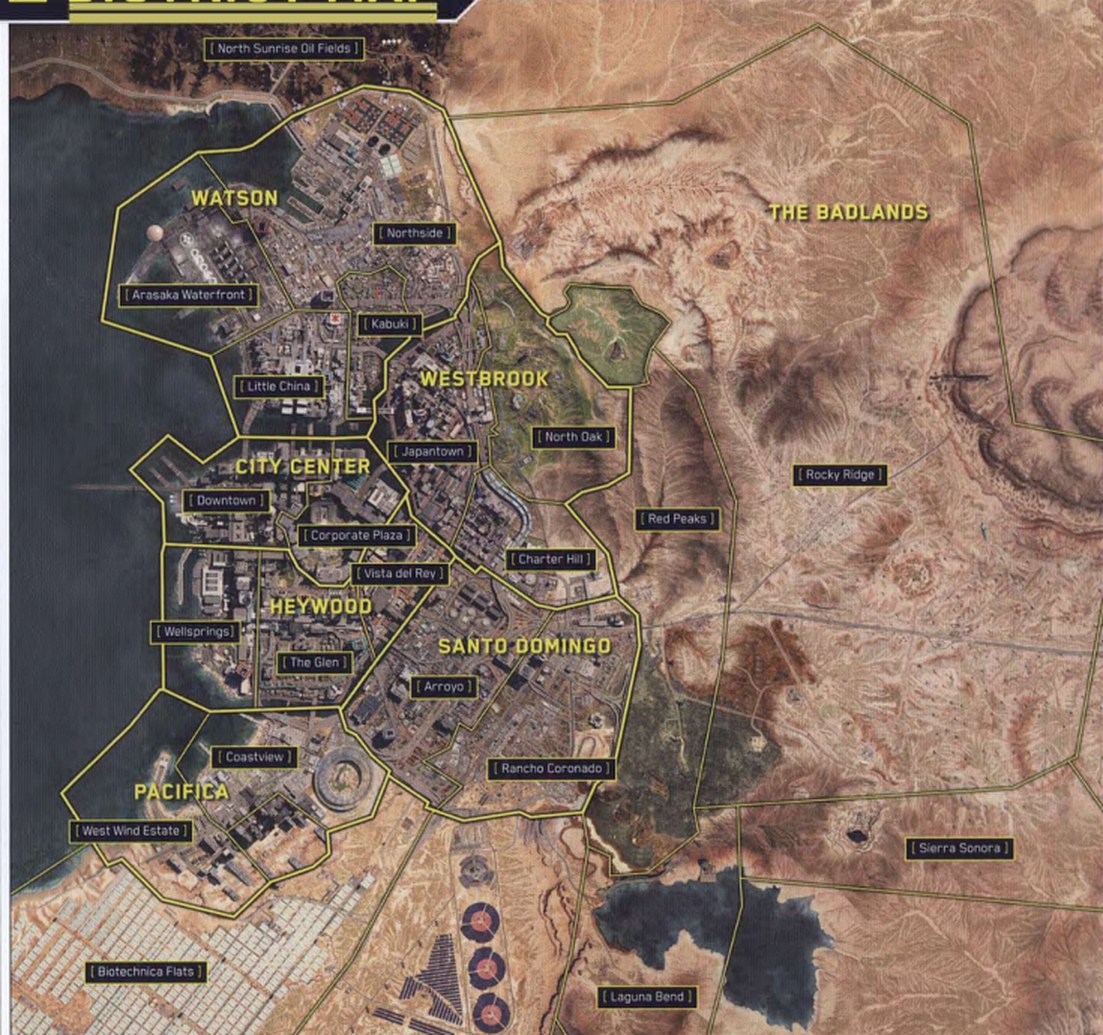 [ North Sunrise Oil Fields ]
WATSON
THE BADLANDS
[ Northside ]
[ Arasaka Waterfront ]
[ Kabuki ]
WESTBROOK
[ Little China ]
[ North Oak ]
[ Japantown ]
CITY CENTER
[ Rocky Ridge ]
[ Downtown ]
[ Red Peaks ]
[ Corporate Plaza ]
[ Charter Hill ]
[ Vista del Rey ]
HEYWOOD
[ Wellsprings]
SANTO DOMINGO
[ The Glen ]
[ Arroyo ]
[ Coastview ]
[ Rancho Coronado ]
PACIFICA
[ West Wind Estate ]
[ Sierra Sonora ]
[ Biotechnica Flats ]
[ Laguna Bend ]